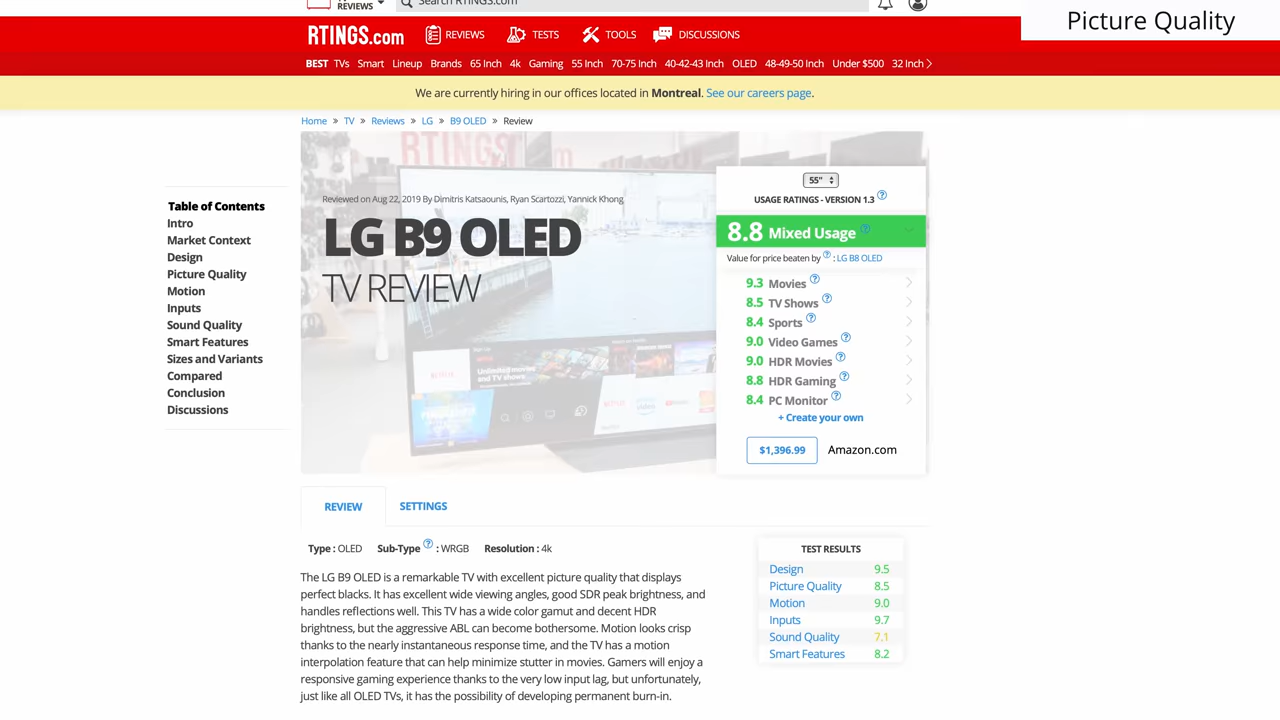 REVIEWS
Search RTINGS.com
Picture Quality
RTINGS.com REVIEWS TESTS TOOLS DISCUSSIONS
BEST TVs Smart Lineup Brands 65 Inch 4k Gaming 55 Inch 70-75 Inch 40-42-43 Inch OLED 48-49-50 Inch Under $500 32 Inch
We are currently hiring in our offices located in Montreal. See our careers page.
Home » TV » Reviews » LG » B9 OLED » Review
Table of Contents
Intro
Market Context
Design
Picture Quality
Motion
Inputs
Sound Quality
Smart Features
Sizes and Variants
Compared
Conclusion
Discussions
RTINGS
Reviewed on Aug 22, 2019 By Dimitris Katsaounis, Ryan Scartozzi, Yannick Khong
LG B9 OLED
TV REVIEW
Unlimited movies
and TV shows
55"
USAGE RATINGS - VERSION 1.3 ?
8.8 Mixed Usage ?
Value for price beaten by ? : LG B8 OLED
9.3 Movies ?
8.5 TV Shows ?
8.4 Sports ?
9.0 Video Games ?
9.0 HDR Movies ?
8.8 HDR Gaming ?
8.4 PC Monitor ?
+ Create your own
$1,396.99 Amazon.com
REVIEW SETTINGS
Type : OLED Sub-Type ? : WRGB Resolution : 4k
The LG B9 OLED is a remarkable TV with excellent picture quality that displays
perfect blacks. It has excellent wide viewing angles, good SDR peak brightness, and
handles reflections well. This TV has a wide color gamut and decent HDR
brightness, but the aggressive ABL can become bothersome. Motion looks crisp
thanks to the nearly instantaneous response time, and the TV has a motion
interpolation feature that can help minimize stutter in movies. Gamers will enjoy a
responsive gaming experience thanks to the very low input lag, but unfortunately,
just like all OLED TVs, it has the possibility of developing permanent burn-in.
TEST RESULTS
Design 9.5
Picture Quality 8.5
Motion 9.0
Inputs 9.7
Sound Quality 7.1
Smart Features 8.2